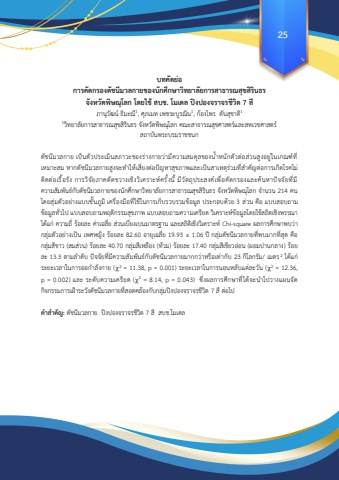 25
บทคัดย่อ
การคัดกรองดัชนีมวลกายของนักศึกษาวิทยาลัยการสาธารณสุขสิรินธร
จังหวัดพิษณุโลก โดยใช้ สบช. โมเดล ปิงปองจราจรชีวิต 7 สี
ภานุวัฒน์ ธิมะณี¹, ศุภเมท เพชรมะบูรณิน², ก้องไพร ตันสุชาติ¹
¹วิทยาลัยการสาธารณสุขสิรินธร จังหวัดพิษณุโลก คณะสาธารณสุขศาสตร์และสหเวชศาสตร์
สถาบันพระบรมราชชนก
ดัชนีมวลกาย เป็นตัวประเมินสภาวะของร่างกายว่ามีความสมดุลของน้ำหนักตัวต่อส่วนสูงอยู่ในเกณฑ์ที่
เหมาะสม หากดัชนีมวลกายสูงจะทำให้เสี่ยงต่อปัญหาสุขภาพและเป็นสาเหตุร่วมที่สำคัญต่อการเกิดโรคไม่
ติดต่อเรื้อรัง การวิจัยภาคตัดขวางเชิงวิเคราะห์ครั้งนี้ มีวัตถุประสงค์เพื่อคัดกรองและค้นหาปัจจัยที่มี
ความสัมพันธ์กับดัชนีมวลกายของนักศึกษาวิทยาลัยการสาธารณสุขสิรินธร จังหวัดพิษณุโลก จำนวน 214 คน
โดยสุ่มตัวอย่างแบบชั้นภูมิ เครื่องมือที่ใช้ในการเก็บรวบรวมข้อมูล ประกอบด้วย 3 ส่วน คือ แบบสอบถาม
ข้อมูลทั่วไป แบบสอบถามพฤติกรรมสุขภาพ แบบสอบถามความเครียด วิเคราะห์ข้อมูลโดยใช้สถิติเชิงพรรณา
ได้แก่ ความถี่ ร้อยละ ค่าเฉลี่ย ส่วนเบี่ยงเบนมาตรฐาน และสถิติเชิงวิเคราะห์ Chi-square ผลการศึกษาพบว่า
กลุ่มตัวอย่างเป็น เพศหญิง ร้อยละ 82.60 อายุเฉลี่ย 19.93 ± 1.06 ปี กลุ่มดัชนีมวลกายที่พบมากที่สุด คือ
กลุ่มสีขาว (สมส่วน) ร้อยละ 40.70 กลุ่มสีเหลือง (ท้วม) ร้อยละ 17.40 กลุ่มสีเขียวอ่อน (ผอมปานกลาง) ร้อย
ละ 13.3 ตามลำดับ ปัจจัยที่มีความสัมพันธ์กับดัชนีมวลกายมากกว่าหรือเท่ากับ 23 กิโลกรัม/ เมตร² ได้แก่
ระยะเวลาในการออกกำลังกาย (χ² = 11.38, p = 0.001) ระยะเวลาในการนอนหลับแต่ละวัน (χ² = 12.36,
p = 0.002) และ ระดับความเครียด (χ² = 8.14, p = 0.043) ซึ่งผลการศึกษาที่ได้จะนำไปวางแผนจัด
กิจกรรมการเฝ้าระวังดัชนีมวลกายที่สอดคล้องกับกลุ่มปิงปองจราจรชีวิต 7 สี ต่อไป
คำสำคัญ: ดัชนีมวลกาย ปิงปองจราจรชีวิต 7 สี สบช.โมเดล